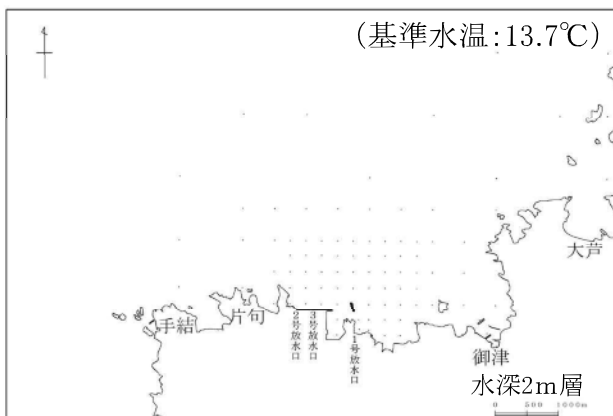 (基準水温:13.7℃)
大芦
手結
片句
2号放水口
3号放水口
1号放水口
御津
水深2m層
0 500 1000m